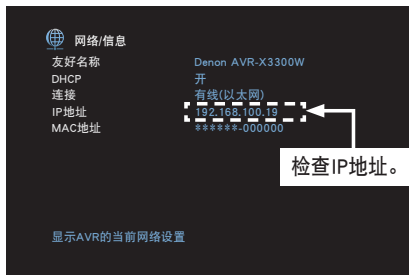 网络/信息
友好名称 Denon AVR-X3300W
DHCP 开
连接 有线(以太网)
IP地址 192.168.100.19
MAC地址 ******-000000
检查IP地址。
显示AVR的当前网络设置